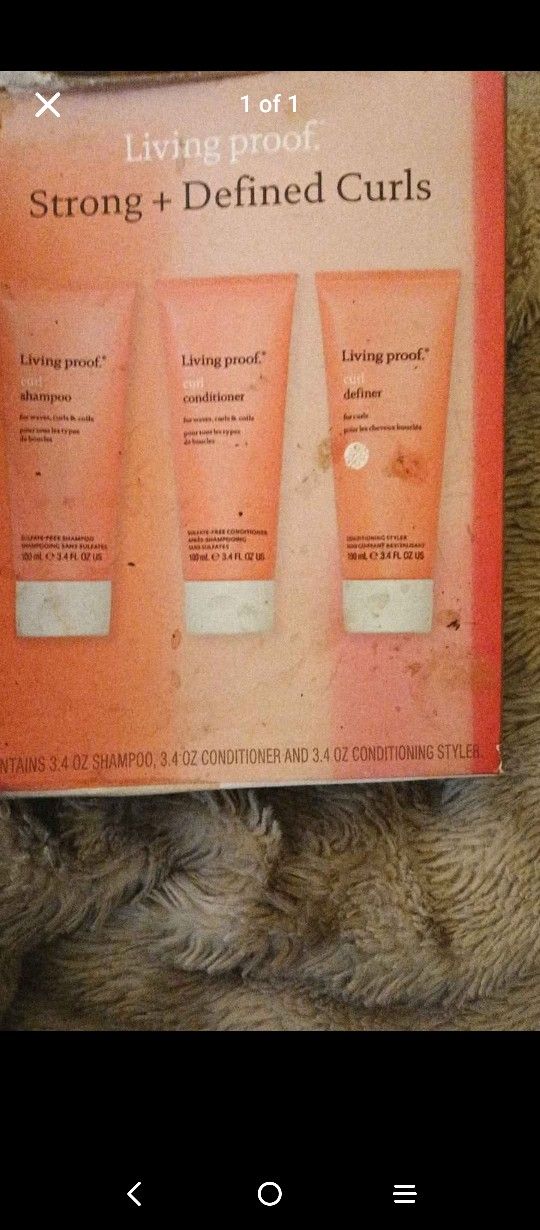 1 of 1
Living proof.
Strong + Defined Curls
Living proof.®
curl
shampoo
for waves, curls & coils
pour tous les types
de boucles
SULFATE-FREE SHAMPOO
SHAMPOOING SANS SULFATES
100 mL ℮ 3.4 FL OZ US
Living proof.®
curl
conditioner
for waves, curls & coils
pour tous les types
de boucles
SULFATE-FREE CONDITIONER
APRÈS-SHAMPOOING
SANS SULFATES
100 mL ℮ 3.4 FL OZ US
Living proof.®
curl
definer
for curls
pour les cheveux bouclés
CONDITIONING STYLER
100 mL ℮ 3.4 FL OZ US
NTAINS 3.4 OZ SHAMPOO, 3.4 OZ CONDITIONER AND 3.4 OZ CONDITIONING STYLER.